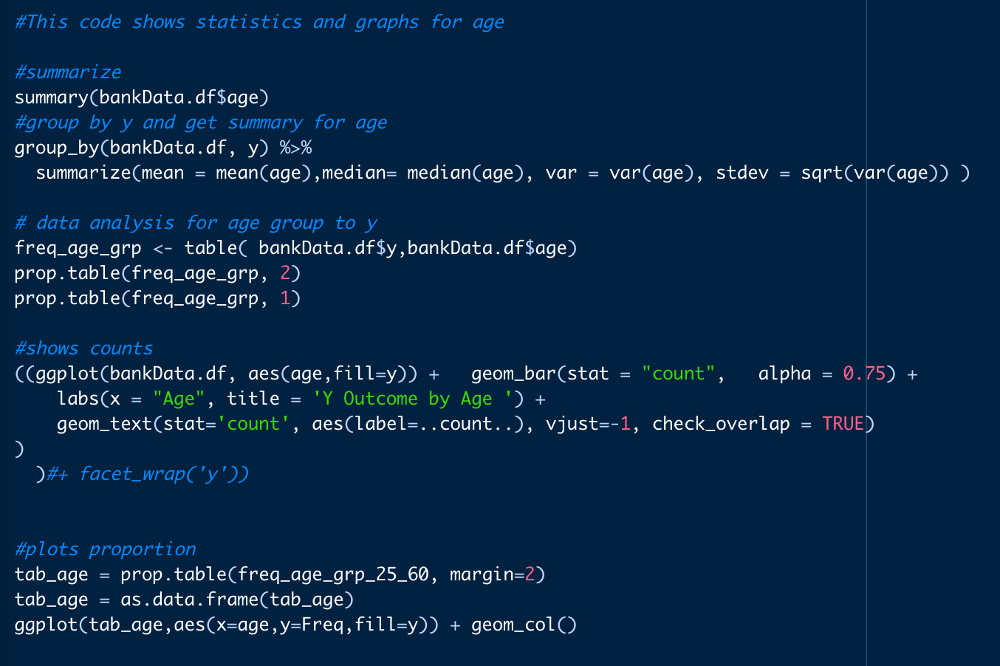 #This code shows statistics and graphs for age
#summarize
summary(bankData.df$age)
#group by y and get summary for age
group_by(bankData.df, y) %>%
  summarize(mean = mean(age),median= median(age), var = var(age), stdev = sqrt(var(age)) )
# data analysis for age group to y
freq_age_grp <- table( bankData.df$y,bankData.df$age)
prop.table(freq_age_grp, 2)
prop.table(freq_age_grp, 1)
#shows counts
((ggplot(bankData.df, aes(age,fill=y)) +   geom_bar(stat = "count",   alpha = 0.75) +
    labs(x = "Age", title = 'Y Outcome by Age ') +
    geom_text(stat='count', aes(label=..count..), vjust=-1, check_overlap = TRUE)
)
  )#+ facet_wrap('y'))
#plots proportion
tab_age = prop.table(freq_age_grp_25_60, margin=2)
tab_age = as.data.frame(tab_age)
ggplot(tab_age,aes(x=age,y=Freq,fill=y)) + geom_col()